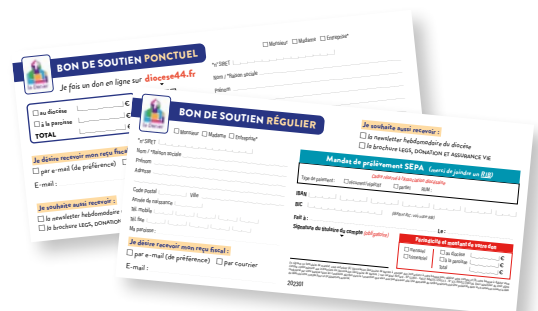 BON DE SOUTIEN PONCTUEL
Je fais un don en ligne sur diocese44.fr
Monsieur Madame Entreprise*
*n° SIRET
Nom / *Raison sociale
Prénom
au diocèse €
à la paroisse €
TOTAL €
Je désire recevoir mon reçu fiscal
par e-mail (de préférence)
E-mail :
Je souhaite aussi recevoir :
la newsletter hebdomadaire du
la brochure LEGS, DONATION
BON DE SOUTIEN RÉGULIER
Monsieur Madame Entreprise*
*n° SIRET
Nom / *Raison sociale
Prénom
Adresse
Code postal Ville
Année de naissance
Tél. mobile
Tél. fixe
Ma paroisse :
Je désire recevoir mon reçu fiscal :
par e-mail (de préférence) par courrier
E-mail :
Je souhaite aussi recevoir :
la newsletter hebdomadaire du diocèse
la brochure LEGS, DONATION ET ASSURANCE VIE
Mandat de prélèvement SEPA (merci de joindre un RIB)
Type de paiement :
RUM :
IBAN
BIC
Fait à : Le :
Signature du titulaire du compte (obligatoire)
Périodicité et montant de votre don
mensuel au diocèse €
trimestriel à la paroisse €
Total €
202301